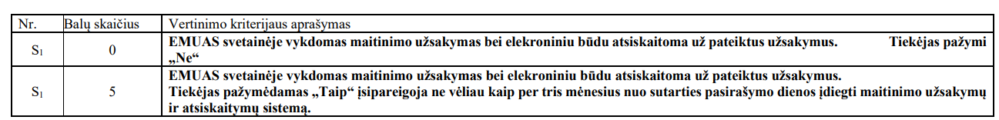 Nr. Balų skaičius Vertinimo kriterijaus aprašymas
S1 0 EMUAS svetainėje vykdomas maitinimo užsakymas bei elekroniniu būdu atsiskaitoma už pateiktus užsakymus. Tiekėjas pažymi
„Ne“
S1 5 EMUAS svetainėje vykdomas maitinimo užsakymas bei elekroniniu būdu atsiskaitoma už pateiktus užsakymus.
Tiekėjas pažymėdamas „Taip“ įsipareigoja ne vėliau kaip per tris mėnesius nuo sutarties pasirašymo dienos įdiegti maitinimo užsakymų
ir atsiskaitymų sistemą.